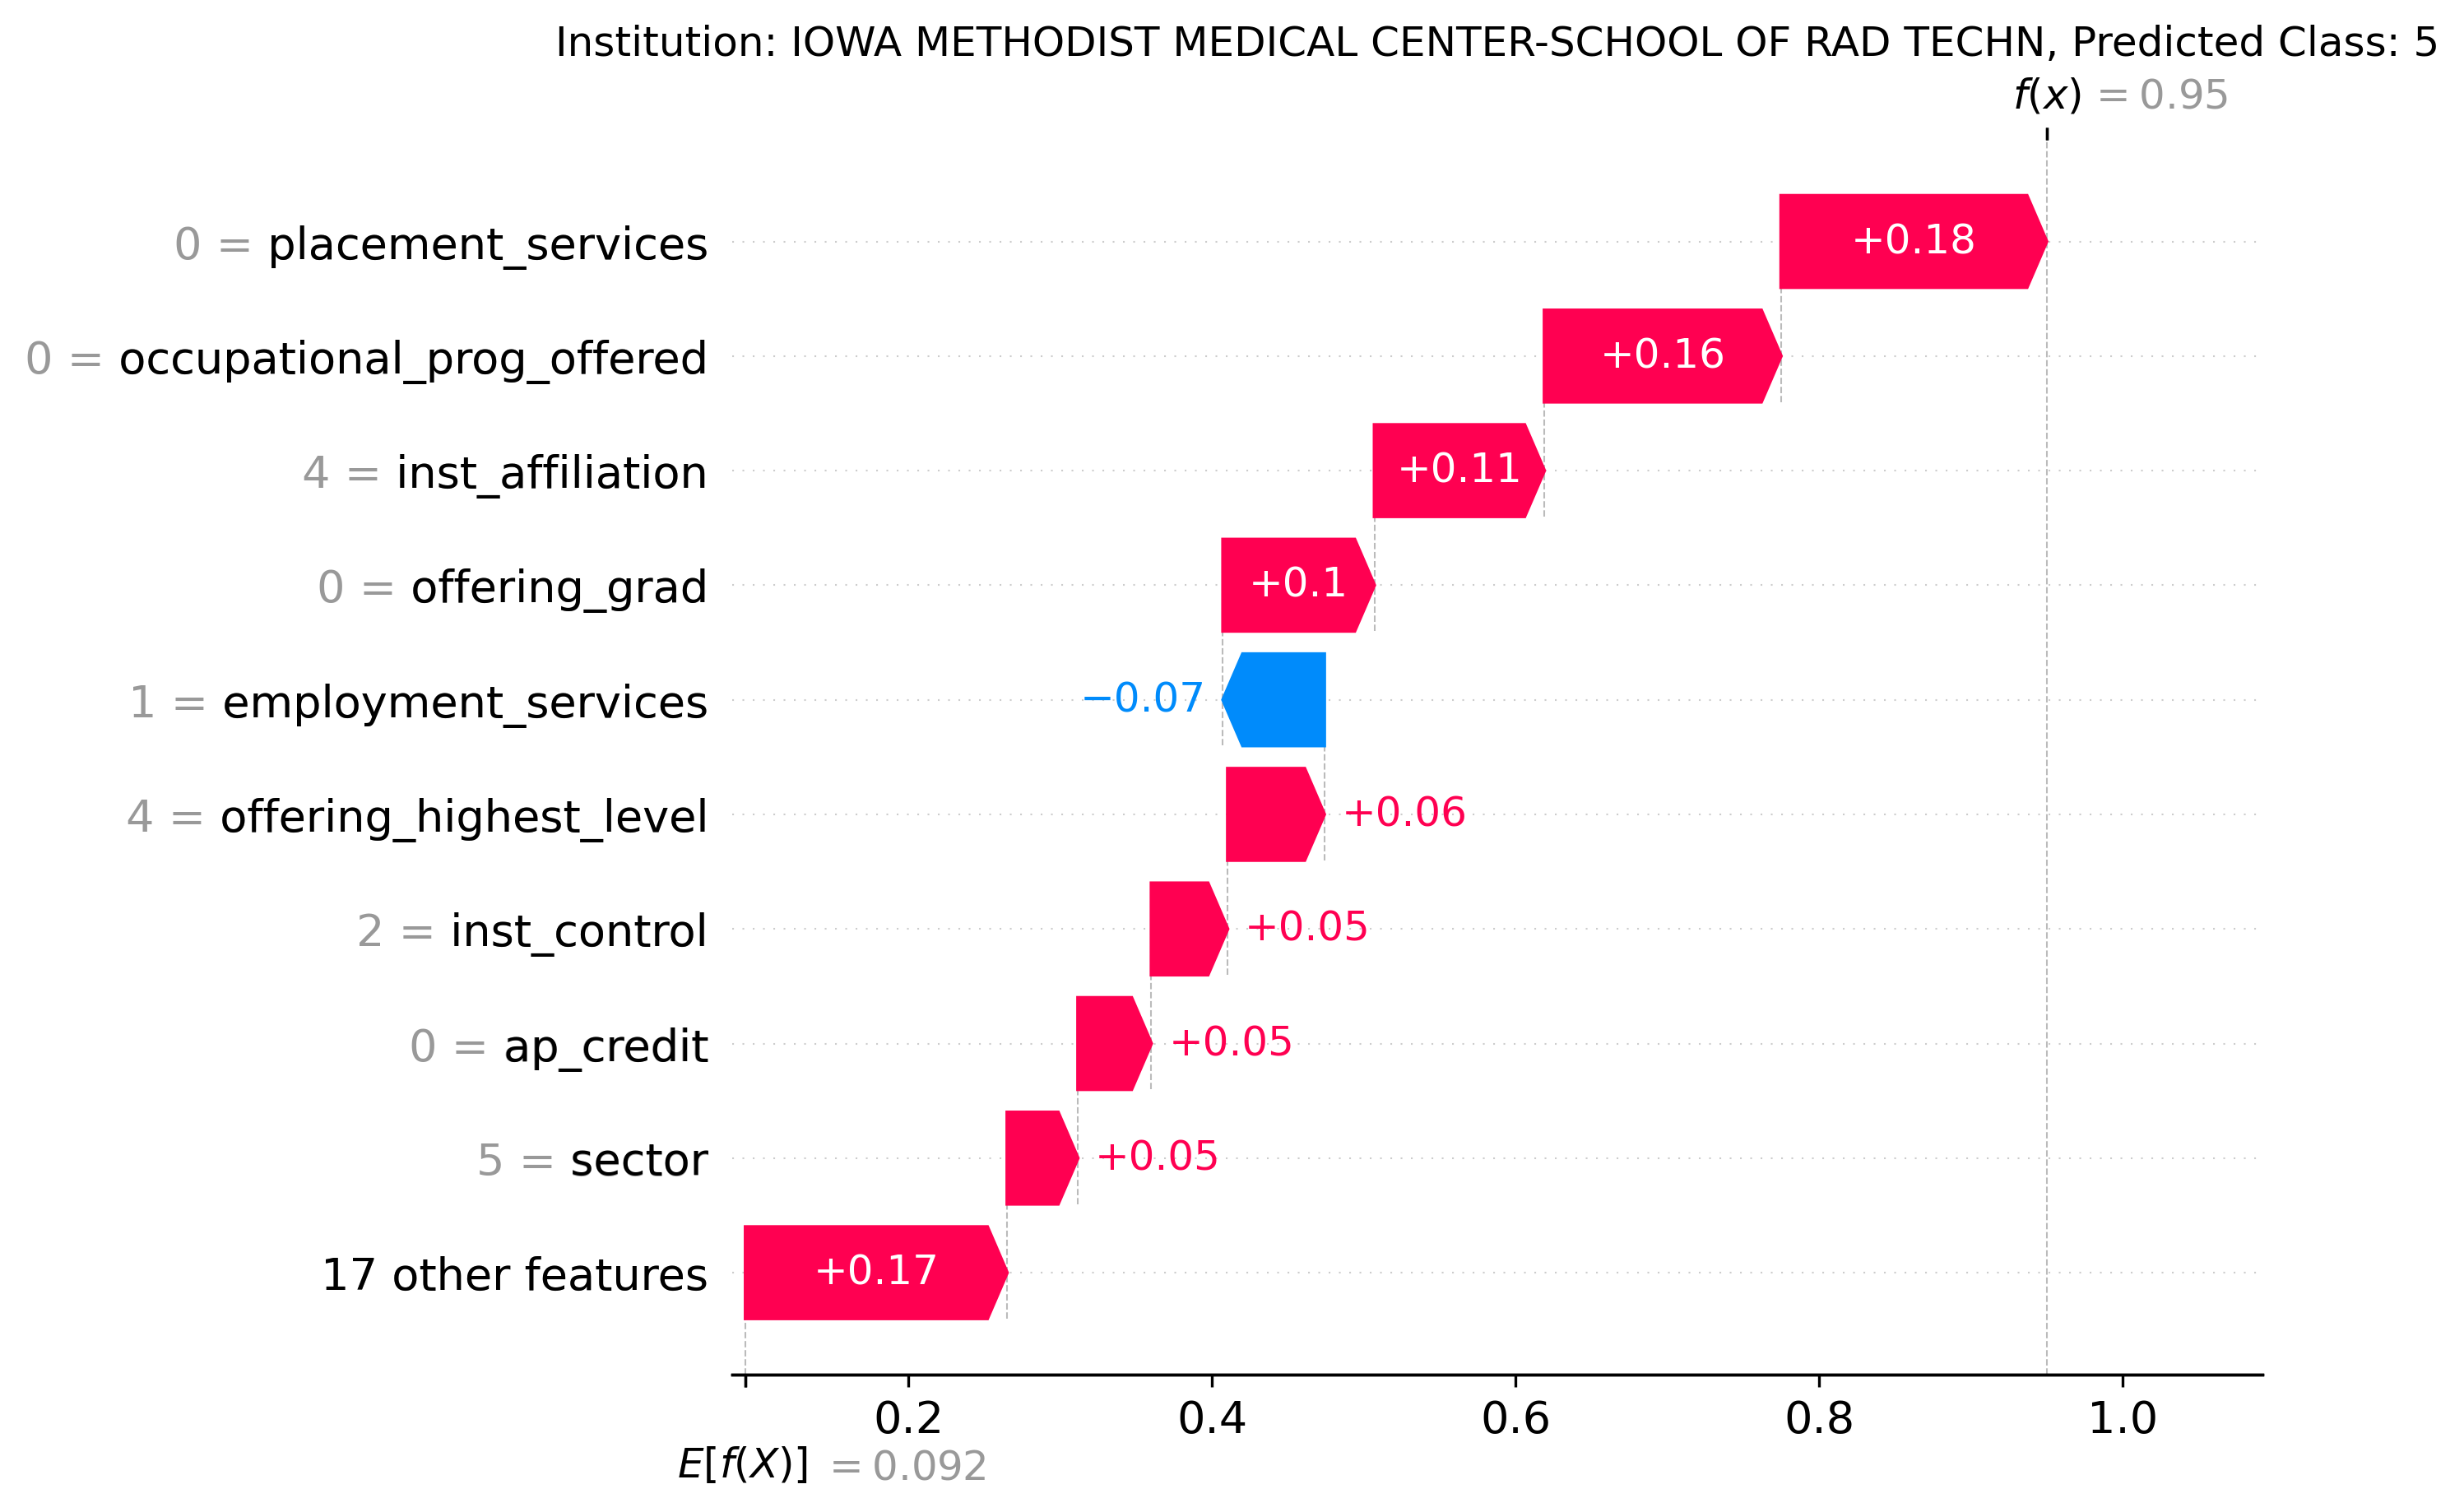 Institution: IOWA METHODIST MEDICAL CENTER-SCHOOL OF RAD TECHN, Predicted Class: 5
f(x) = 0.95
0 = placement_services +0.18
0 = occupational_prog_offered +0.16
4 = inst_affiliation +0.11
0 = offering_grad +0.1
1 = employment_services −0.07
4 = offering_highest_level +0.06
2 = inst_control +0.05
0 = ap_credit +0.05
5 = sector +0.05
17 other features +0.17
0.2 0.4 0.6 0.8 1.0
E[f(X)] = 0.092